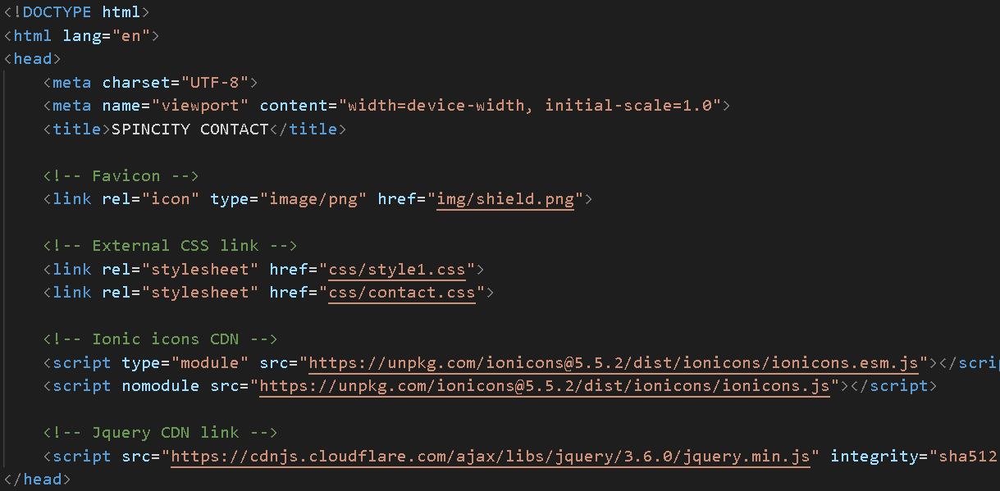 <!DOCTYPE html>
<html lang="en">
<head>
<meta charset="UTF-8">
<meta name="viewport" content="width=device-width, initial-scale=1.0">
<title>SPINCITY CONTACT</title>
<!-- Favicon -->
<link rel="icon" type="image/png" href="img/shield.png">
<!-- External CSS link -->
<link rel="stylesheet" href="css/style1.css">
<link rel="stylesheet" href="css/contact.css">
<!-- Ionic icons CDN -->
<script type="module" src="https://unpkg.com/ionicons@5.5.2/dist/ionicons/ionicons.esm.js"></scrip
<script nomodule src="https://unpkg.com/ionicons@5.5.2/dist/ionicons/ionicons.js"></script>
<!-- Jquery CDN link -->
<script src="https://cdnjs.cloudflare.com/ajax/libs/jquery/3.6.0/jquery.min.js" integrity="sha512
</head>